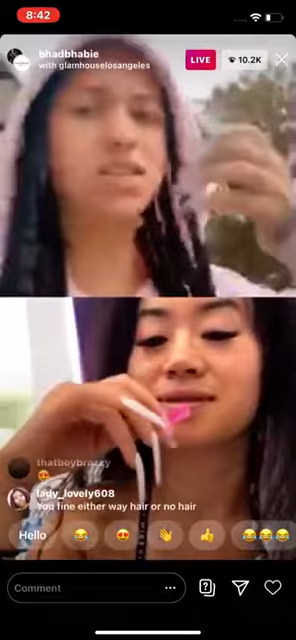 8:42
bhadbhabie
with glamhouselosangeles
LIVE
10.2K
thatboybrazzy
😍
lady_lovely608
You fine either way hair or no hair
Hello 😂 😍 👋 👍 😂😂😂
Comment